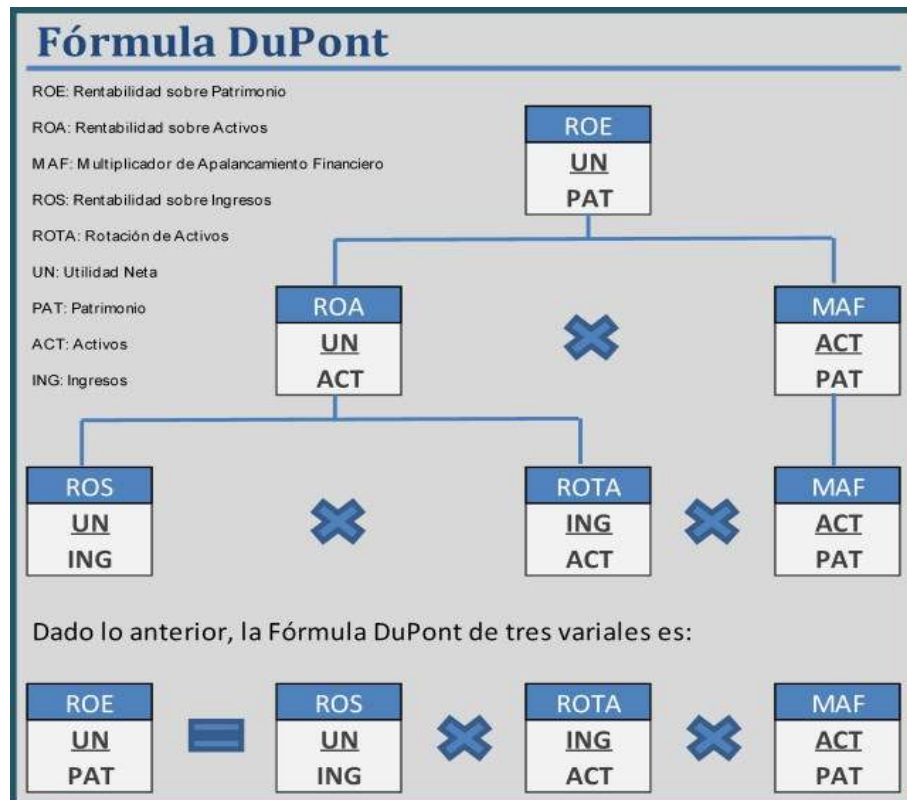 Fórmula DuPont
ROE: Rentabilidad sobre Patrimonio
ROA: Rentabilidad sobre Activos
MAF: Multiplicador de Apalancamiento Financiero
ROS: Rentabilidad sobre Ingresos
ROTA: Rotación de Activos
UN: Utilidad Neta
PAT: Patrimonio
ACT: Activos
ING: Ingresos
ROE
UN
PAT
ROA
UN
ACT
MAF
ACT
PAT
ROS
UN
ING
ROTA
ING
ACT
MAF
ACT
PAT
Dado lo anterior, la Fórmula DuPont de tres variales es:
ROE
UN
PAT
ROS
UN
ING
ROTA
ING
ACT
MAF
ACT
PAT